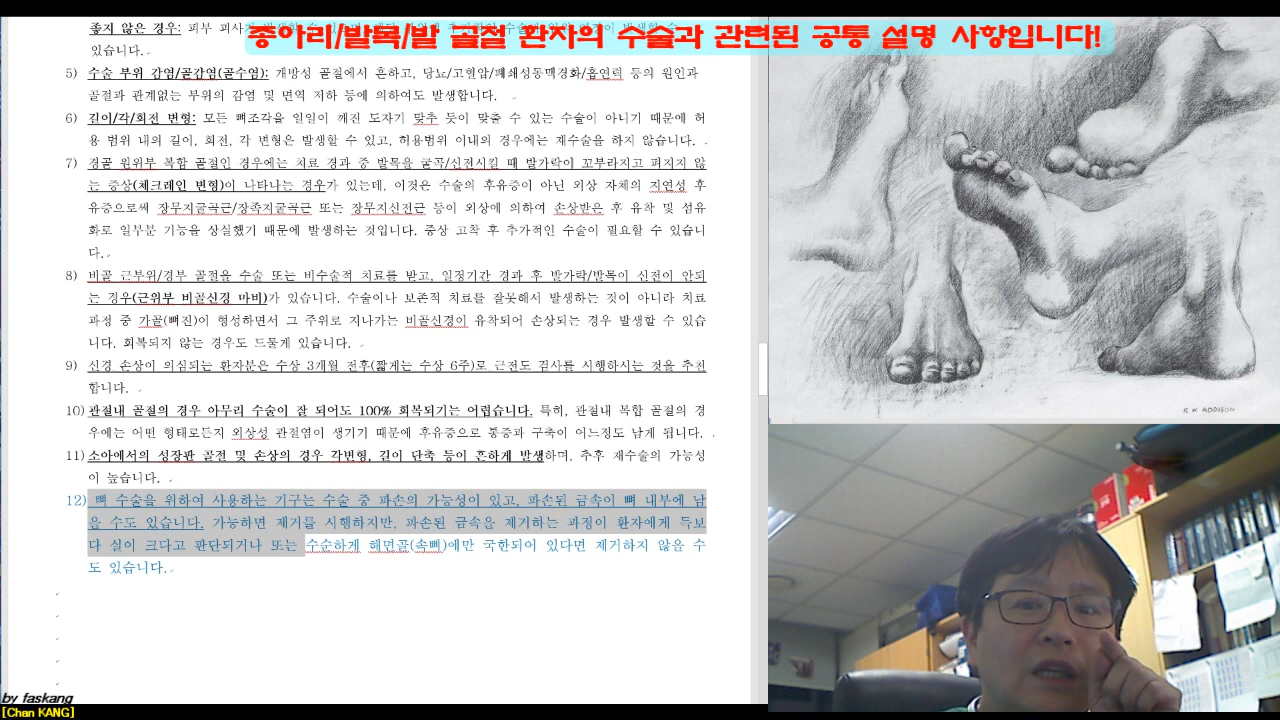 종아리/발목/발 골절 환자의 수술과 관련된 공통 설명 사항입니다!
좋지 않은 경우: 피부 괴사가
있습니다.
5) 수술 부위 감염/골감염(골수염): 개방성 골절에서 흔하고, 당뇨/고혈압/폐쇄성동맥경화/흡연력 등의 원인과
골절과 관계없는 부위의 감염 및 면역 저하 등에 의하여도 발생합니다.
6) 길이/각/회전 변형: 모든 뼈조각을 일일이 깨진 도자기 맞추 듯이 맞출 수 있는 수술이 아니기 때문에 허
용 범위 내의 길이, 회전, 각 변형은 발생할 수 있고, 허용범위 이내의 경우에는 재수술을 하지 않습니다.
7) 경골 원위부 복합 골절인 경우에는 치료 경과 중 발목을 굴곡/신전시킬 때 발가락이 꼬부라지고 펴지지 않
는 증상(체크레인 변형)이 나타나는 경우가 있는데, 이것은 수술의 후유증이 아닌 외상 자체의 지연성 후
유증으로써 장무지굴곡근/장족지굴곡근 또는 장무지신전근 등이 외상에 의하여 손상받은 후 유착 및 섬유
화로 일부분 기능을 상실했기 때문에 발생하는 것입니다. 증상 고착 후 추가적인 수술이 필요할 수 있습니
다.
8) 비골 근부위/경부 골절을 수술 또는 비수술적 치료를 받고, 일정기간 경과 후 발가락/발목이 신전이 안되
는 경우(근위부 비골신경 마비)가 있습니다. 수술이나 보존적 치료를 잘못해서 발생하는 것이 아니라 치료
과정 중 가골(뼈진)이 형성하면서 그 주위로 지나가는 비골신경이 유착되어 손상되는 경우 발생할 수 있습
니다. 회복되지 않는 경우도 드물게 있습니다.
9) 신경 손상이 의심되는 환자분은 수상 3개월 전후(짧게는 수상 6주)로 근전도 검사를 시행하시는 것을 추천
합니다.
10) 관절내 골절의 경우 아무리 수술이 잘 되어도 100% 회복되기는 어렵습니다. 특히, 관절내 복합 골절의 경
우에는 어떤 형태로든지 외상성 관절염이 생기기 때문에 후유증으로 통증과 구축이 어느정도 남게 됩니다.
11) 소아에서의 성장판 골절 및 손상의 경우 각변형, 길이 단축 등이 흔하게 발생하며, 추후 재수술의 가능성
이 높습니다.
12) 뼈 수술을 위하여 사용하는 기구는 수술 중 파손의 가능성이 있고, 파손된 금속이 뼈 내부에 남
을 수도 있습니다. 가능하면 제거를 시행하지만, 파손된 금속을 제거하는 과정이 환자에게 득보
다 실이 크다고 판단되거나 또는 수순하게 해면골(속뼈)에만 국한되어 있다면 제거하지 않을 수
도 있습니다.
R W ADDISON
by faskang
[Chan KANG]